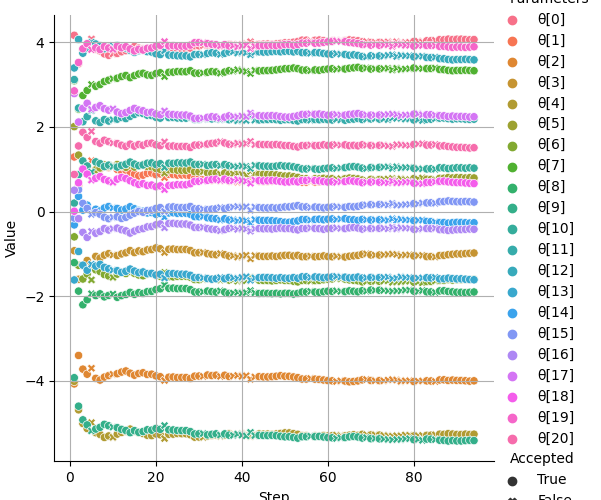 Parameters
θ[0]
θ[1]
θ[2]
θ[3]
θ[4]
θ[5]
θ[6]
θ[7]
θ[8]
θ[9]
θ[10]
θ[11]
θ[12]
θ[13]
θ[14]
θ[15]
θ[16]
θ[17]
θ[18]
θ[19]
θ[20]
Accepted
True
False
Value
4
2
0
−2
−4
0
20
40
60
80
Step